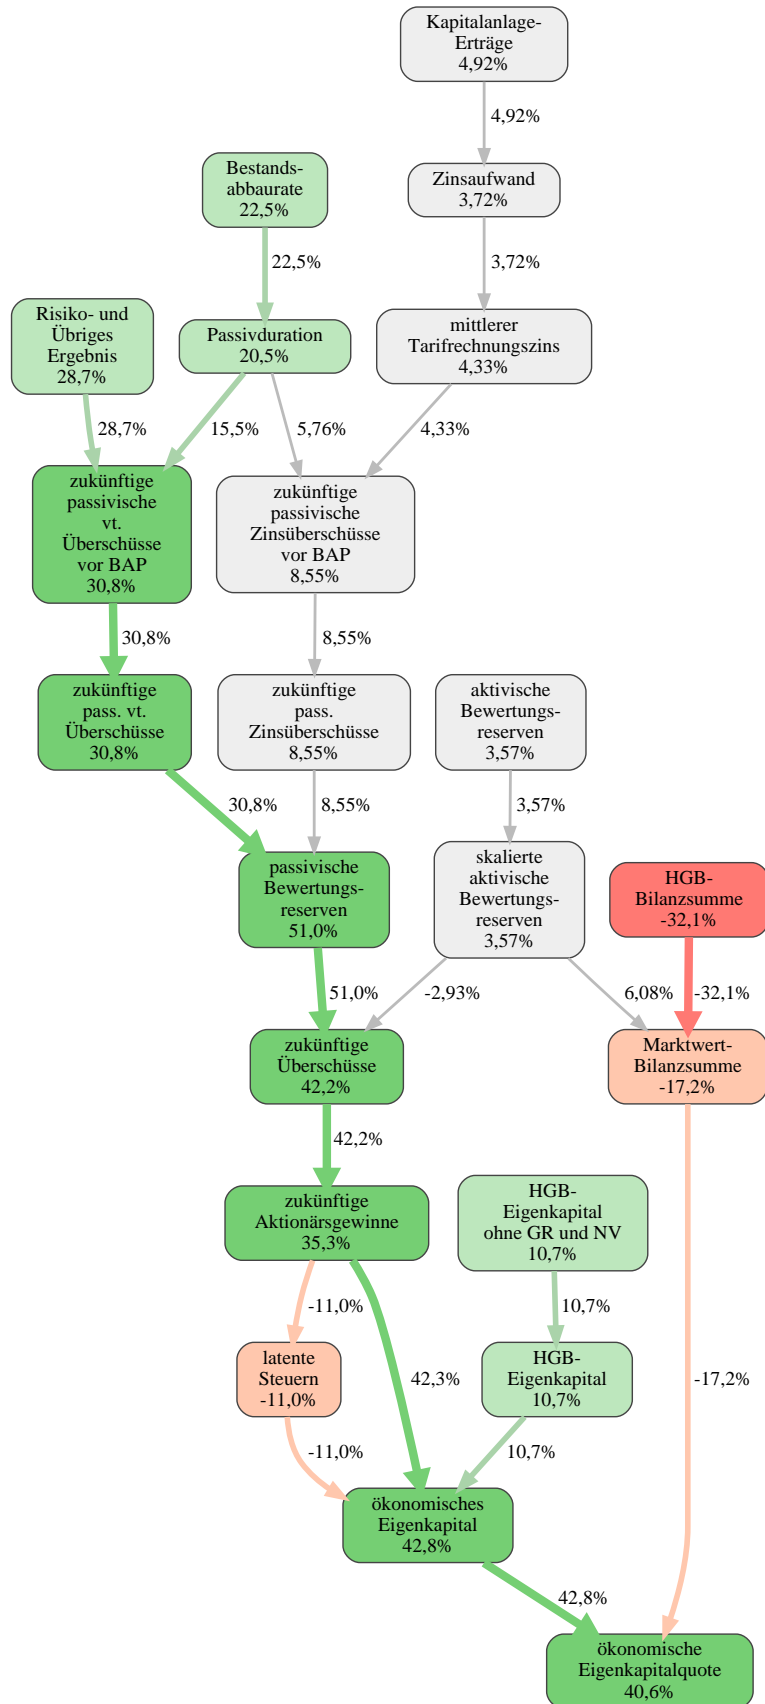 Kapitalanlage-
Erträge
4,92%
4,92%
Bestands-
abbaurate
22,5%
Zinsaufwand
3,72%
22,5%
3,72%
Risiko- und
Übriges
Ergebnis
28,7%
Passivduration
20,5%
mittlerer
Tarifrechnungszins
4,33%
28,7%
15,5%
5,76%
4,33%
zukünftige
passivische
vt.
Überschüsse
vor BAP
30,8%
zukünftige
passivische
Zinsüberschüsse
vor BAP
8,55%
30,8%
8,55%
zukünftige
pass. vt.
Überschüsse
30,8%
zukünftige
pass.
Zinsüberschüsse
8,55%
aktivische
Bewertungs-
reserven
3,57%
30,8%
8,55%
3,57%
passivische
Bewertungs-
reserven
51,0%
skalierte
aktivische
Bewertungs-
reserven
3,57%
HGB-
Bilanzsumme
-32,1%
51,0%
-2,93%
6,08%
-32,1%
zukünftige
Überschüsse
42,2%
Marktwert-
Bilanzsumme
-17,2%
42,2%
zukünftige
Aktionärsgewinne
35,3%
HGB-
Eigenkapital
ohne GR und NV
10,7%
-11,0%
10,7%
latente
Steuern
-11,0%
42,3%
HGB-
Eigenkapital
10,7%
-17,2%
-11,0%
10,7%
ökonomisches
Eigenkapital
42,8%
42,8%
ökonomische
Eigenkapitalquote
40,6%